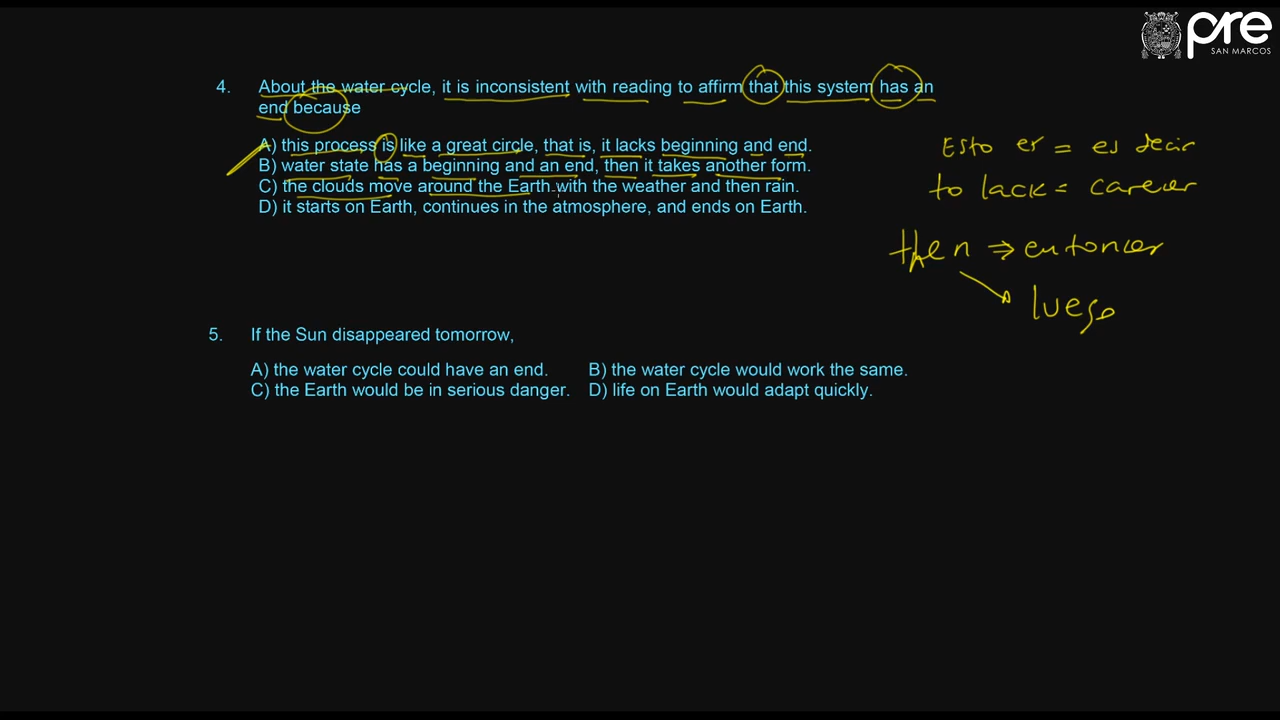 pre
SAN MARCOS
4. About the water cycle, it is inconsistent with reading to affirm that this system has an
end because
A) this process is like a great circle, that is, it lacks beginning and end.
B) water state has a beginning and an end, then it takes another form.
C) the clouds move around the Earth with the weather and then rain.
D) it starts on Earth, continues in the atmosphere, and ends on Earth.
Esto es = es decir
to lack = carecer
then ⇒ entonces
luego
5. If the Sun disappeared tomorrow,
A) the water cycle could have an end. B) the water cycle would work the same.
C) the Earth would be in serious danger. D) life on Earth would adapt quickly.